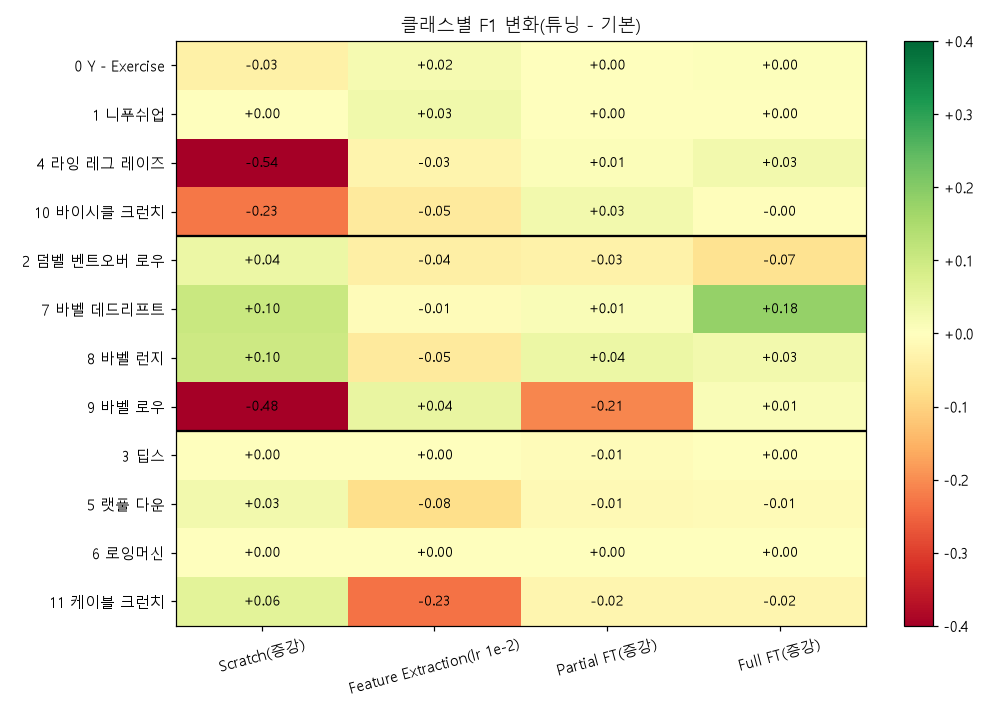 클래스별 F1 변화(튜닝 - 기본)
0 Y - Exercise -0.03 +0.02 +0.00 +0.00
1 니푸쉬업 +0.00 +0.03 +0.00 +0.00
4 라잉 레그 레이즈 -0.54 -0.03 +0.01 +0.03
10 바이시클 크런치 -0.23 -0.05 +0.03 -0.00
2 덤벨 벤트오버 로우 +0.04 -0.04 -0.03 -0.07
7 바벨 데드리프트 +0.10 -0.01 +0.01 +0.18
8 바벨 런지 +0.10 -0.05 +0.04 +0.03
9 바벨 로우 -0.48 +0.04 -0.21 +0.01
3 딥스 +0.00 +0.00 -0.01 +0.00
5 랫풀 다운 +0.03 -0.08 -0.01 -0.01
6 로잉머신 +0.00 +0.00 +0.00 +0.00
11 케이블 크런치 +0.06 -0.23 -0.02 -0.02
Scratch(증강) Feature Extraction(lr 1e-2) Partial FT(증강) Full FT(증강)
+0.4
+0.3
+0.2
+0.1
+0.0
-0.1
-0.2
-0.3
-0.4